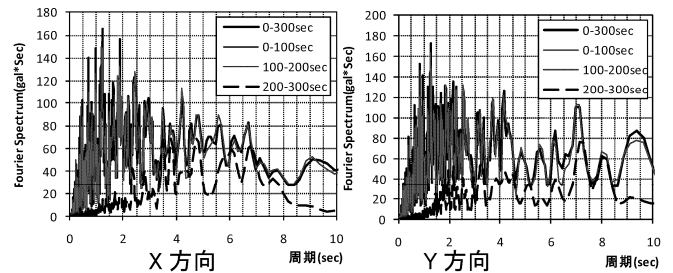 180
160
140
120
100
80
60
40
20
0
Fourier Spectrum(gal*Sec)
0-300sec
0-100sec
100-200sec
200-300sec
0 2 4 6 8 10
X 方向
周期(sec)
200
180
160
140
120
100
80
60
40
20
0
Fourier Spectrum(gal*Sec)
0-300sec
0-100sec
100-200sec
200-300sec
0 2 4 6 8 10
Y 方向
周期(sec)